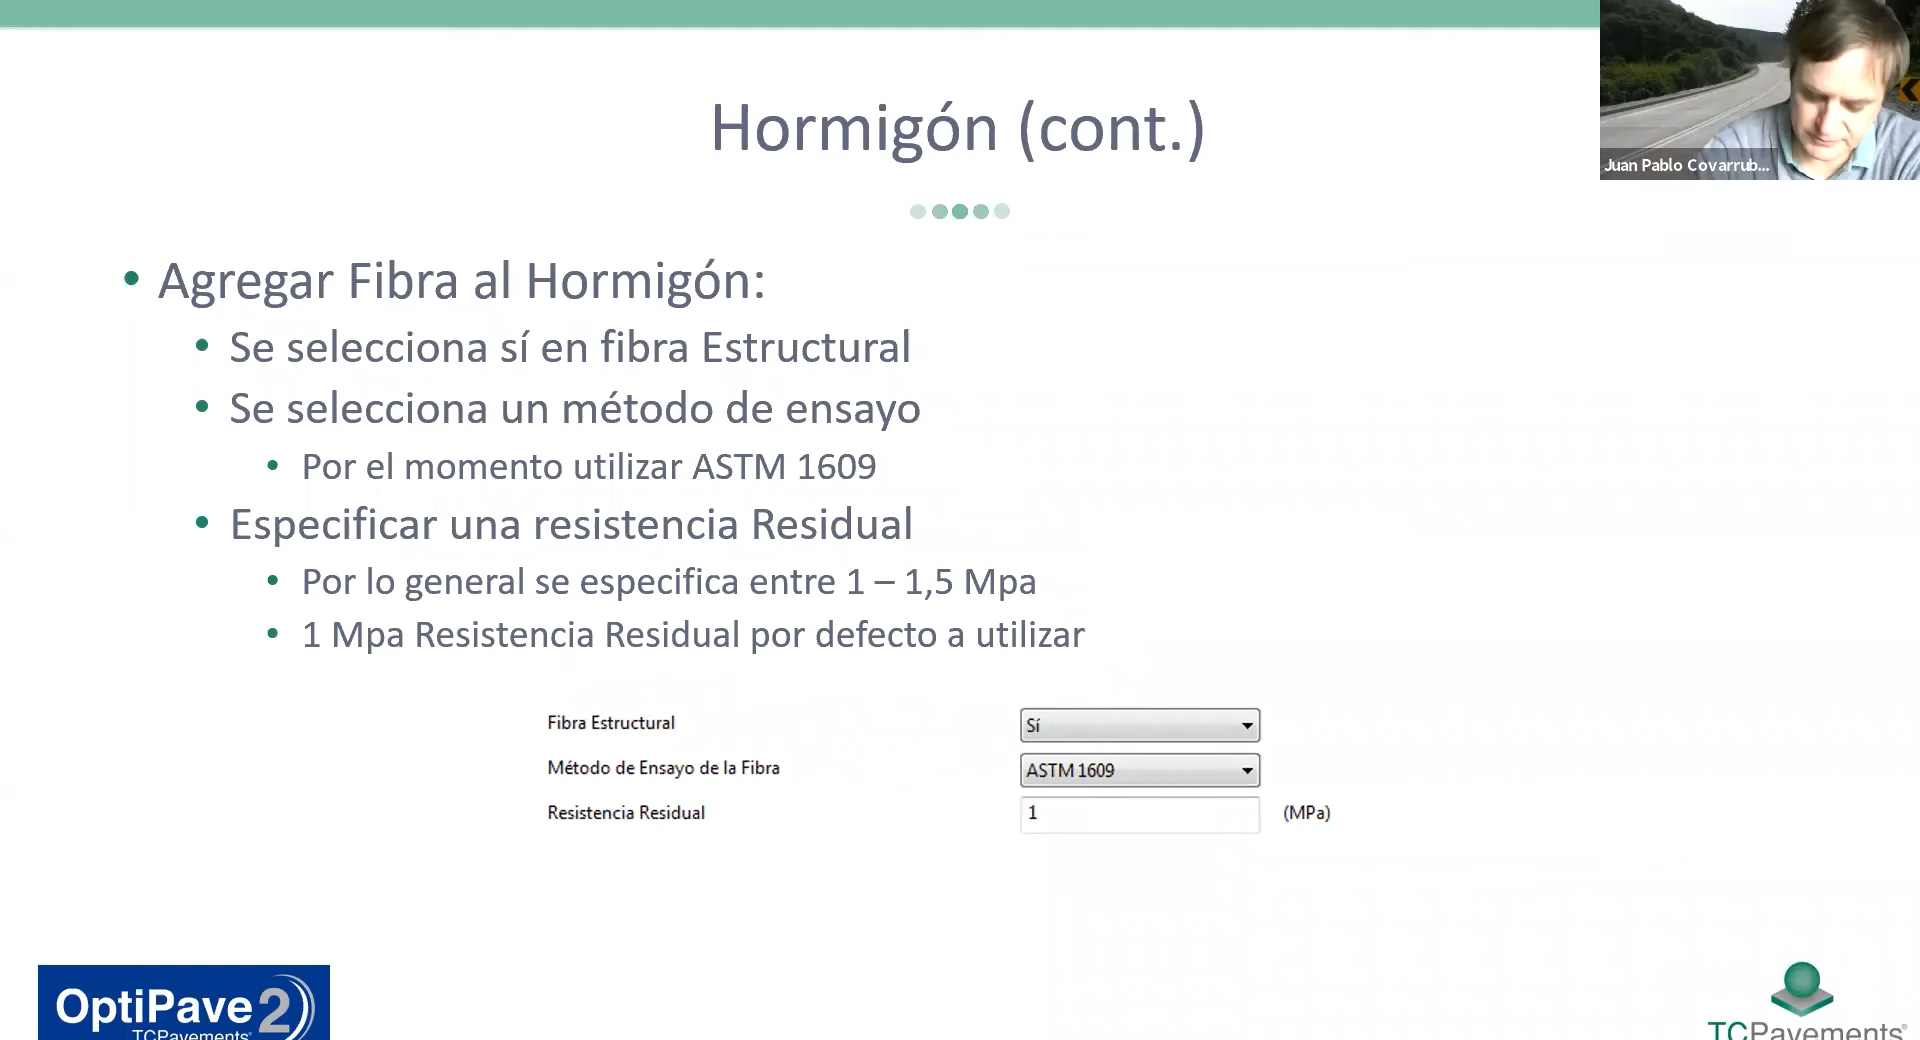 Juan Pablo Covarrub...
Hormigón (cont.)
• Agregar Fibra al Hormigón:
• Se selecciona sí en fibra Estructural
• Se selecciona un método de ensayo
• Por el momento utilizar ASTM 1609
• Especificar una resistencia Residual
• Por lo general se especifica entre 1 – 1,5 Mpa
• 1 Mpa Resistencia Residual por defecto a utilizar
Fibra Estructural Sí
Método de Ensayo de la Fibra ASTM 1609
Resistencia Residual 1 (MPa)
OptiPave 2
TCPavements®
TCPavements®